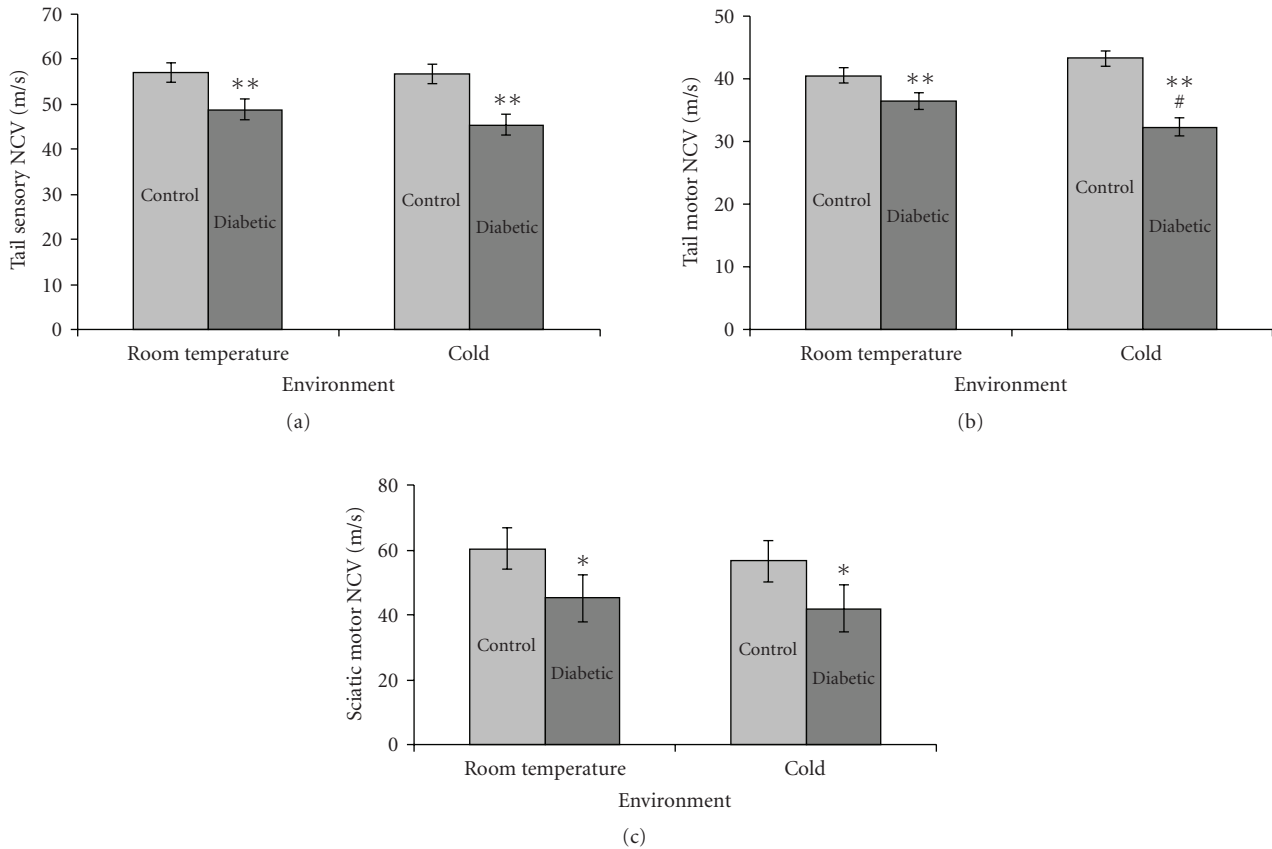 70
60
50
40
30
20
10
0
Tail sensory NCV (m/s)
Control
**
Diabetic
Control
**
Diabetic
Room temperature Cold
Environment
(a)
50
40
30
20
10
0
Tail motor NCV (m/s)
Control
**
Diabetic
Control
**
#
Diabetic
Room temperature Cold
Environment
(b)
80
60
40
20
0
Sciatic motor NCV (m/s)
Control
*
Diabetic
Control
*
Diabetic
Room temperature Cold
Environment
(c)